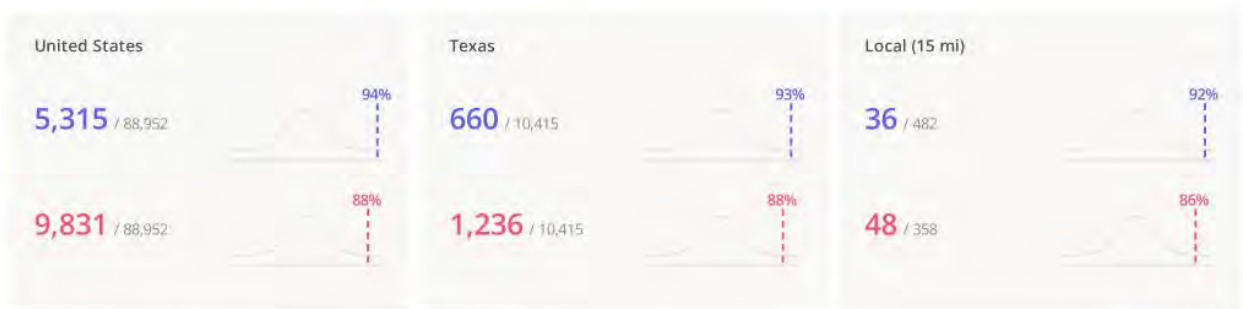 United States
94%
5,315 / 88,952
88%
9,831 / 88,952
Texas
93%
660 / 10,415
88%
1,236 / 10,415
Local (15 mi)
92%
36 / 482
86%
48 / 358